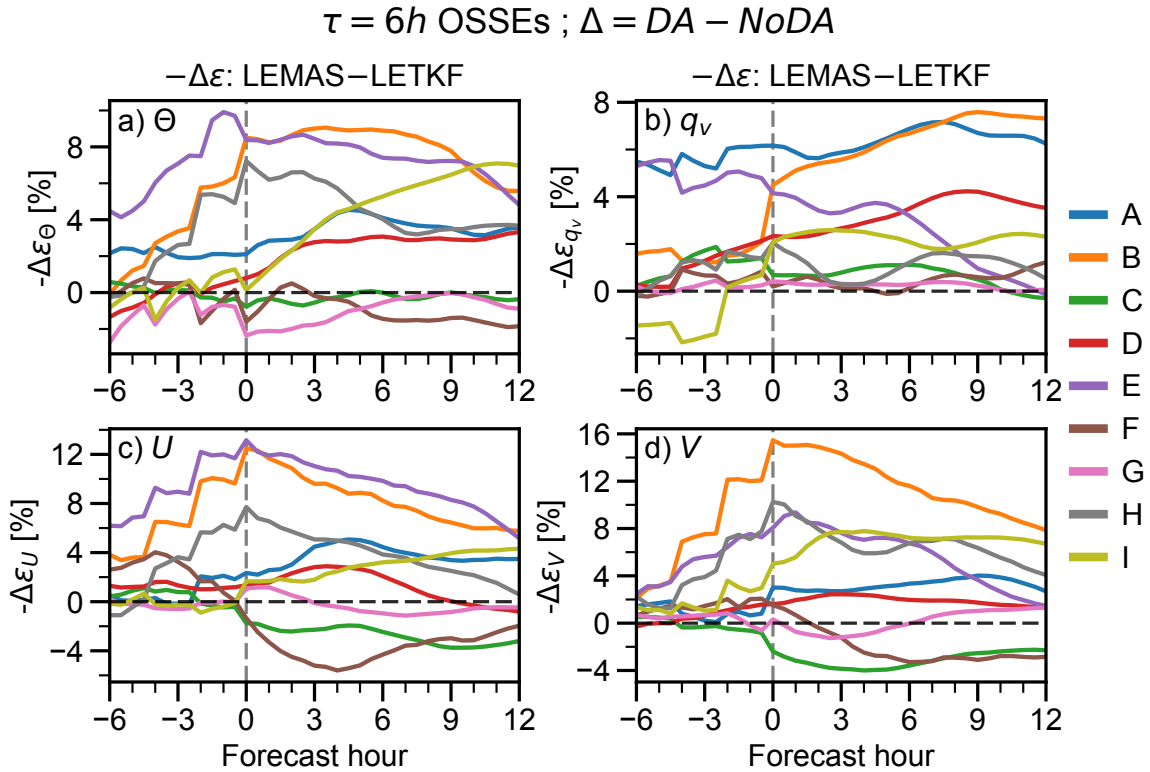 τ = 6h OSSEs ; Δ = DA − NoDA
−Δε: LEMAS−LETKF
−Δε: LEMAS−LETKF
a) Θ
-Δε_Θ [%]
8
4
0
−6 −3 0 3 6 9 12
b) q_v
-Δε_{q_v} [%]
8
4
0
−6 −3 0 3 6 9 12
c) U
-Δε_U [%]
12
8
4
0
−4
−6 −3 0 3 6 9 12
Forecast hour
d) V
-Δε_V [%]
16
12
8
4
0
−4
−6 −3 0 3 6 9 12
Forecast hour
A
B
C
D
E
F
G
H
I